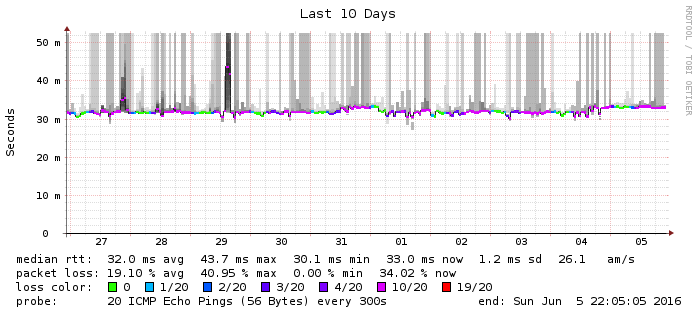 Last 10 Days
RRDTOOL / TOBI OETIKER
Seconds
50 m
40 m
30 m
20 m
10 m
0
27 28 29 30 31 01 02 03 04 05
median rtt: 32.0 ms avg 43.7 ms max 30.1 ms min 33.0 ms now 1.2 ms sd 26.1 am/s
packet loss: 19.10 % avg 40.95 % max 0.00 % min 34.02 % now
loss color: 0 1/20 2/20 3/20 4/20 10/20 19/20
probe: 20 ICMP Echo Pings (56 Bytes) every 300s end: Sun Jun 5 22:05:05 2016